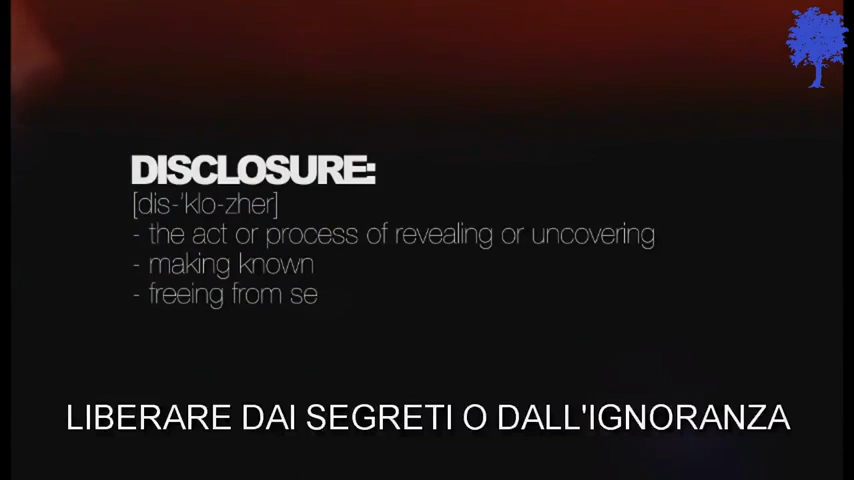 DISCLOSURE:
[dis-'klo-zher]
- the act or process of revealing or uncovering
- making known
- freeing from se
LIBERARE DAI SEGRETI O DALL'IGNORANZA